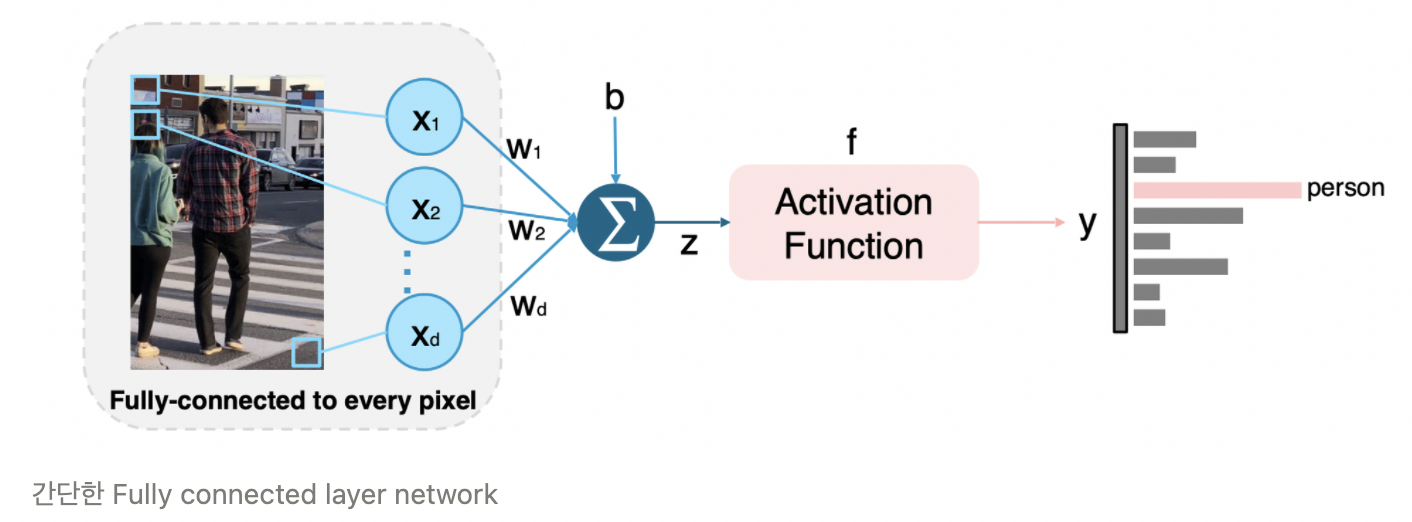 b
x1
w1
f
x2
w2
Σ
z
Activation
Function
y
person
xd
wd
Fully-connected to every pixel
간단한 Fully connected layer network